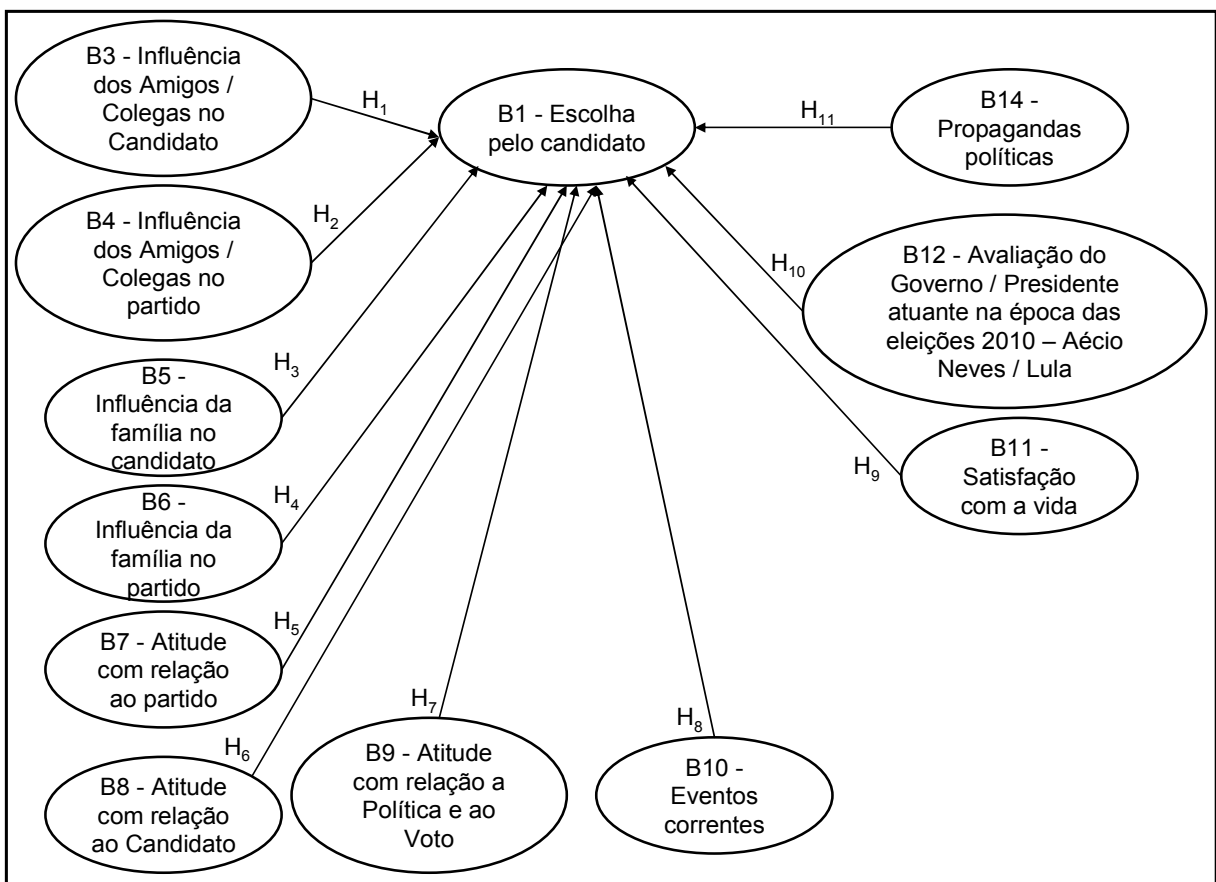 B3 - Influência
dos Amigos /
Colegas no
Candidato
H1
B1 - Escolha
pelo candidato
H11
B14 -
Propagandas
políticas
B4 - Influência
dos Amigos /
Colegas no
partido
H2
B12 - Avaliação do
Governo / Presidente
atuante na época das
eleições 2010 – Aécio
Neves / Lula
H10
B5 -
Influência da
família no
candidato
H3
B11 -
Satisfação
com a vida
H9
B6 -
Influência da
família no
partido
H4
B7 - Atitude
com relação
ao partido
H5
B8 - Atitude
com relação
ao Candidato
H6
B9 - Atitude
com relação a
Política e ao
Voto
H7
B10 -
Eventos
correntes
H8